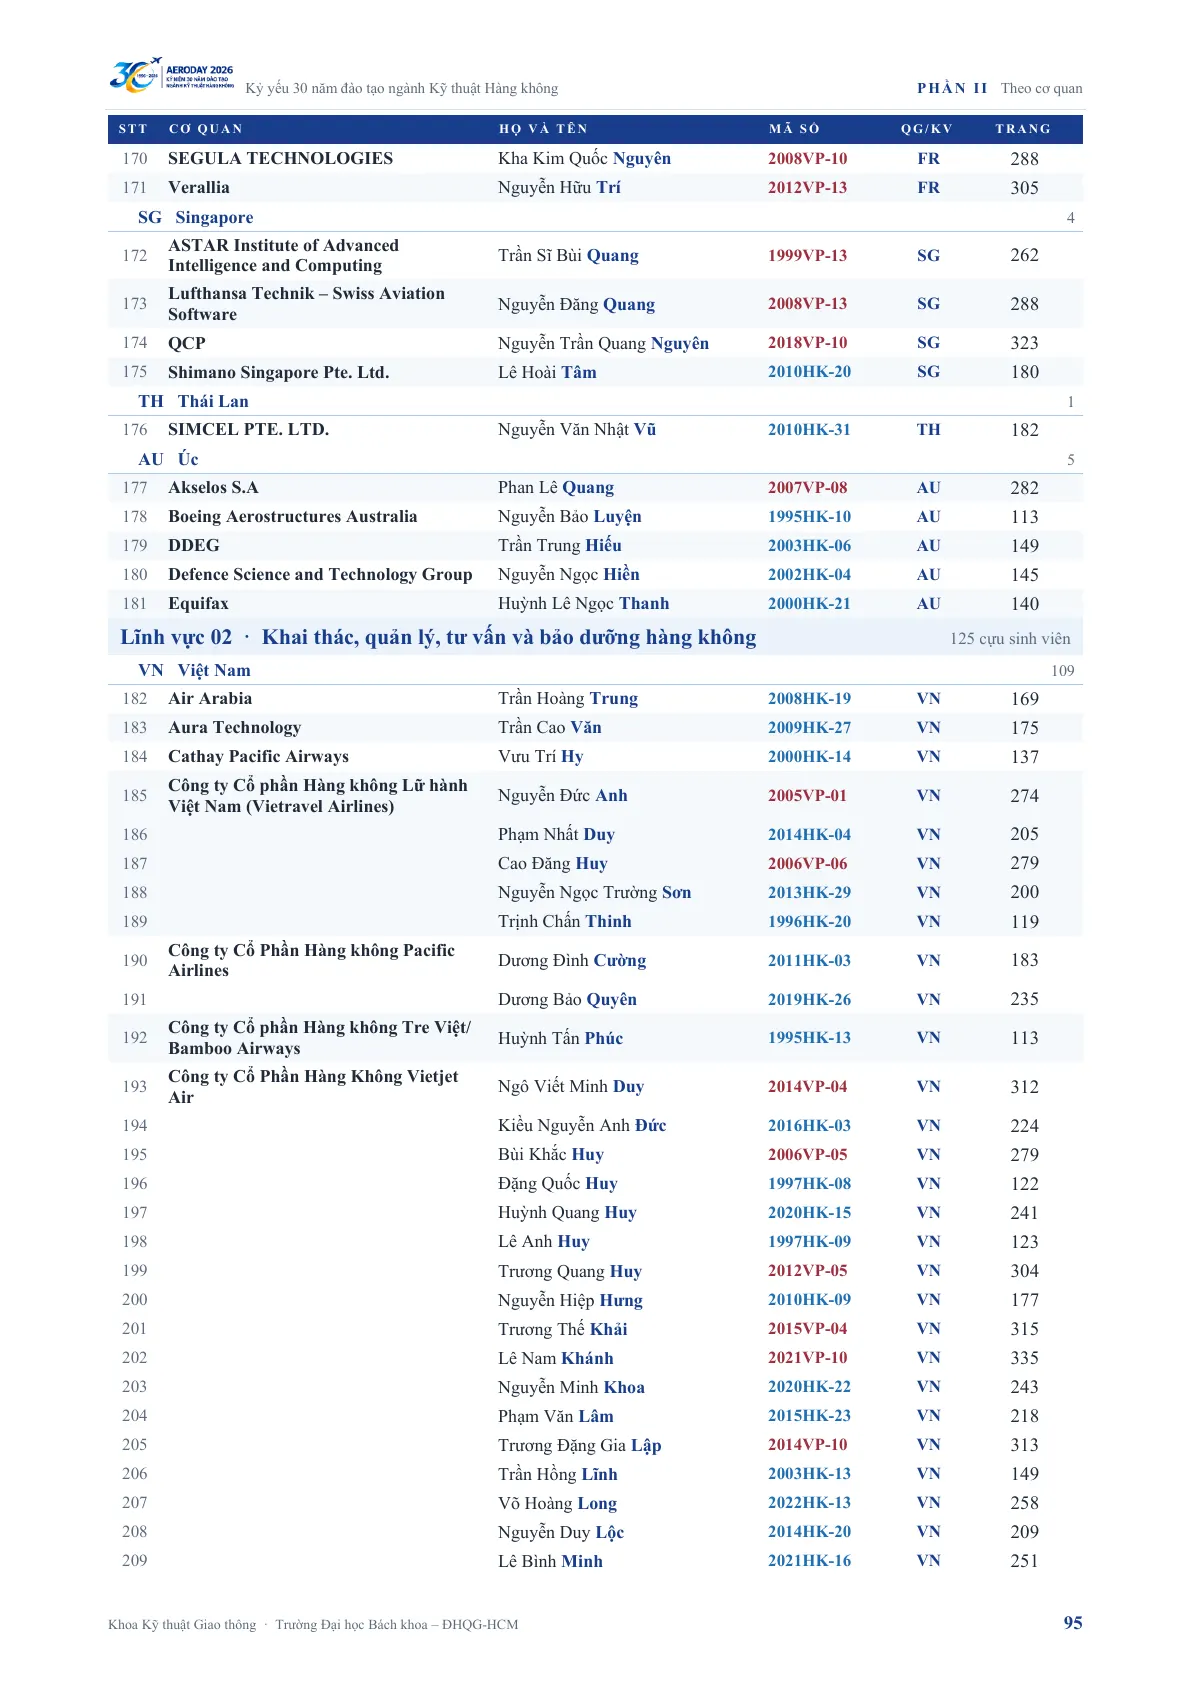 30 1996 - 2026 AERODAY 2026
KỶ NIỆM 30 NĂM ĐÀO TẠO
NGÀNH KỸ THUẬT HÀNG KHÔNG
Kỷ yếu 30 năm đào tạo ngành Kỹ thuật Hàng không PHẦN II Theo cơ quan
STT CƠ QUAN HỌ VÀ TÊN MÃ SỐ QG/KV TRANG
170 SEGULA TECHNOLOGIES Kha Kim Quốc Nguyên 2008VP-10 FR 288
171 Verallia Nguyễn Hữu Trí 2012VP-13 FR 305
SG Singapore 4
172 ASTAR Institute of Advanced
Intelligence and Computing Trần Sĩ Bùi Quang 1999VP-13 SG 262
173 Lufthansa Technik – Swiss Aviation
Software Nguyễn Đăng Quang 2008VP-13 SG 288
174 QCP Nguyễn Trần Quang Nguyên 2018VP-10 SG 323
175 Shimano Singapore Pte. Ltd. Lê Hoài Tâm 2010HK-20 SG 180
TH Thái Lan 1
176 SIMCEL PTE. LTD. Nguyễn Văn Nhật Vũ 2010HK-31 TH 182
AU Úc 5
177 Akselos S.A Phan Lê Quang 2007VP-08 AU 282
178 Boeing Aerostructures Australia Nguyễn Bảo Luyện 1995HK-10 AU 113
179 DDEG Trần Trung Hiếu 2003HK-06 AU 149
180 Defence Science and Technology Group Nguyễn Ngọc Hiền 2002HK-04 AU 145
181 Equifax Huỳnh Lê Ngọc Thanh 2000HK-21 AU 140
Lĩnh vực 02 · Khai thác, quản lý, tư vấn và bảo dưỡng hàng không 125 cựu sinh viên
VN Việt Nam 109
182 Air Arabia Trần Hoàng Trung 2008HK-19 VN 169
183 Aura Technology Trần Cao Văn 2009HK-27 VN 175
184 Cathay Pacific Airways Vưu Trí Hy 2000HK-14 VN 137
185 Công ty Cổ phần Hàng không Lữ hành
Việt Nam (Vietravel Airlines) Nguyễn Đức Anh 2005VP-01 VN 274
186 Phạm Nhất Duy 2014HK-04 VN 205
187 Cao Đăng Huy 2006VP-06 VN 279
188 Nguyễn Ngọc Trường Sơn 2013HK-29 VN 200
189 Trịnh Chấn Thinh 1996HK-20 VN 119
190 Công ty Cổ Phần Hàng không Pacific
Airlines Dương Đình Cường 2011HK-03 VN 183
191 Dương Bảo Quyên 2019HK-26 VN 235
192 Công ty Cổ phần Hàng không Tre Việt/
Bamboo Airways Huỳnh Tấn Phúc 1995HK-13 VN 113
193 Công ty Cổ Phần Hàng Không Vietjet
Air Ngô Viết Minh Duy 2014VP-04 VN 312
194 Kiều Nguyễn Anh Đức 2016HK-03 VN 224
195 Bùi Khắc Huy 2006VP-05 VN 279
196 Đặng Quốc Huy 1997HK-08 VN 122
197 Huỳnh Quang Huy 2020HK-15 VN 241
198 Lê Anh Huy 1997HK-09 VN 123
199 Trương Quang Huy 2012VP-05 VN 304
200 Nguyễn Hiệp Hưng 2010HK-09 VN 177
201 Trương Thế Khải 2015VP-04 VN 315
202 Lê Nam Khánh 2021VP-10 VN 335
203 Nguyễn Minh Khoa 2020HK-22 VN 243
204 Phạm Văn Lâm 2015HK-23 VN 218
205 Trương Đặng Gia Lập 2014VP-10 VN 313
206 Trần Hồng Lĩnh 2003HK-13 VN 149
207 Võ Hoàng Long 2022HK-13 VN 258
208 Nguyễn Duy Lộc 2014HK-20 VN 209
209 Lê Bình Minh 2021HK-16 VN 251
Khoa Kỹ thuật Giao thông · Trường Đại học Bách khoa – ĐHQG-HCM 95